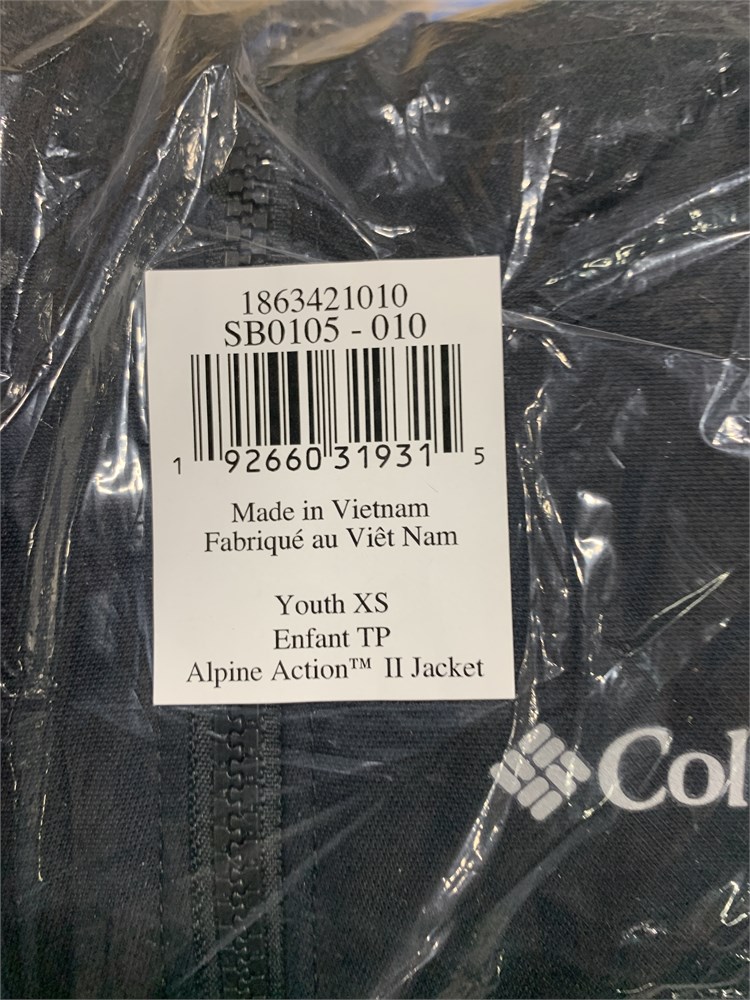 1863421010
SB0105 - 010
1 92660 31931 5
Made in Vietnam
Fabriqué au Viêt Nam
Youth XS
Enfant TP
Alpine Action™ II Jacket
Col